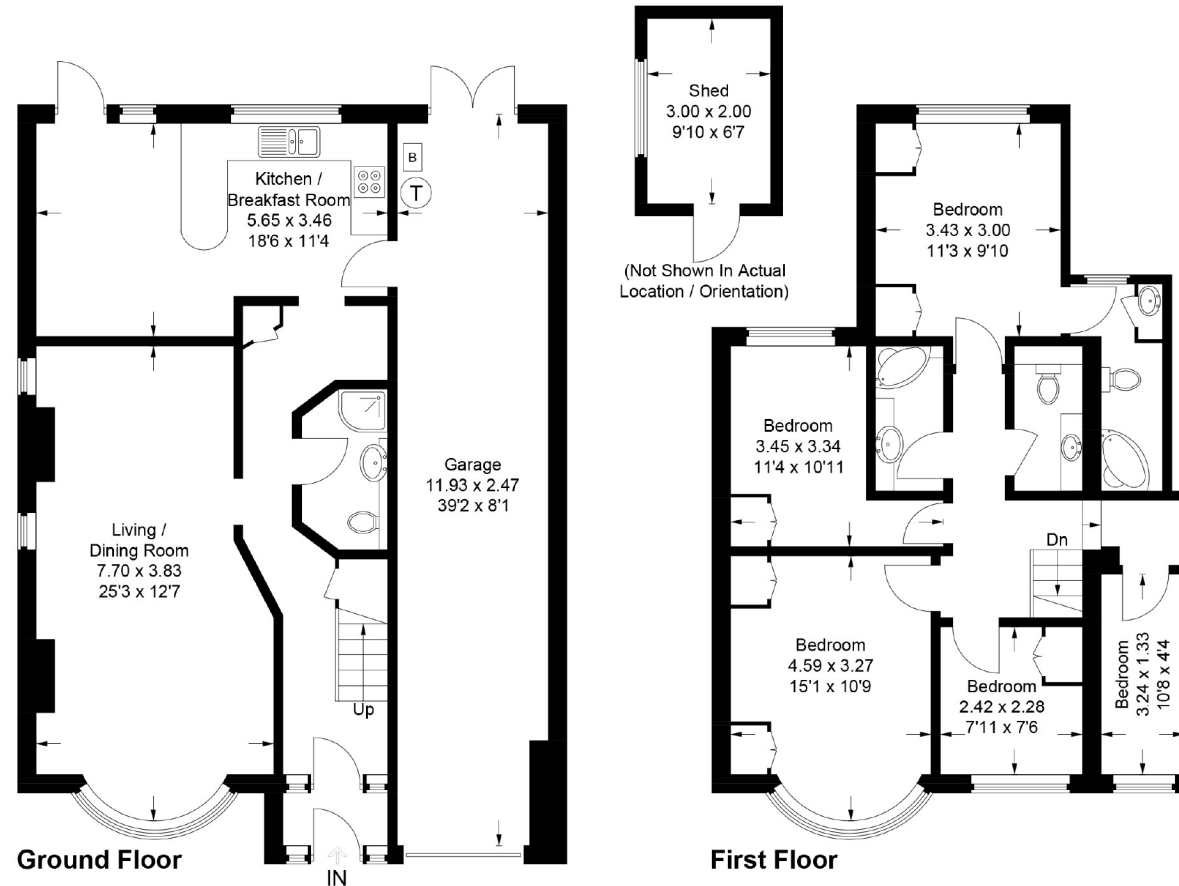 Shed
3.00 x 2.00
9'10 x 6'7
(Not Shown In Actual
Location / Orientation)
Kitchen /
Breakfast Room
5.65 x 3.46
18'6 x 11'4
B
T
Garage
11.93 x 2.47
39'2 x 8'1
Living /
Dining Room
7.70 x 3.83
25'3 x 12'7
Up
IN
Ground Floor
Bedroom
3.43 x 3.00
11'3 x 9'10
Bedroom
3.45 x 3.34
11'4 x 10'11
Dn
Bedroom
4.59 x 3.27
15'1 x 10'9
Bedroom
2.42 x 2.28
7'11 x 7'6
Bedroom
3.24 x 1.33
10'8 x 4'4
First Floor